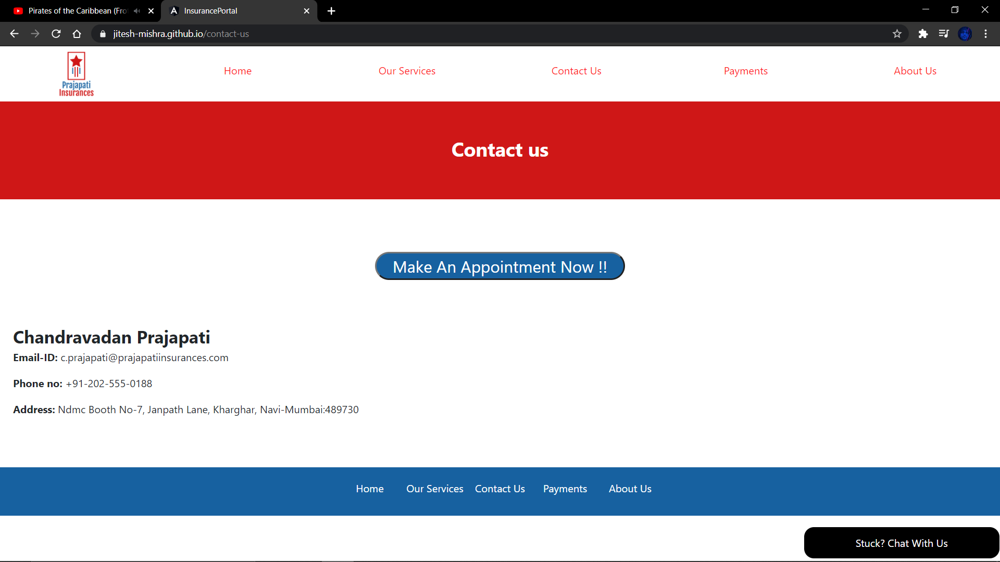 Pirates of the Caribbean (Fro
InsurancePortal
jitesh-mishra.github.io/contact-us
Prajapati
Insurances
Home
Our Services
Contact Us
Payments
About Us
Contact us
Make An Appointment Now !!
Chandravadan Prajapati
Email-ID: c.prajapati@prajapatiinsurances.com
Phone no: +91-202-555-0188
Address: Ndmc Booth No-7, Janpath Lane, Kharghar, Navi-Mumbai:489730
Home
Our Services
Contact Us
Payments
About Us
Stuck? Chat With Us